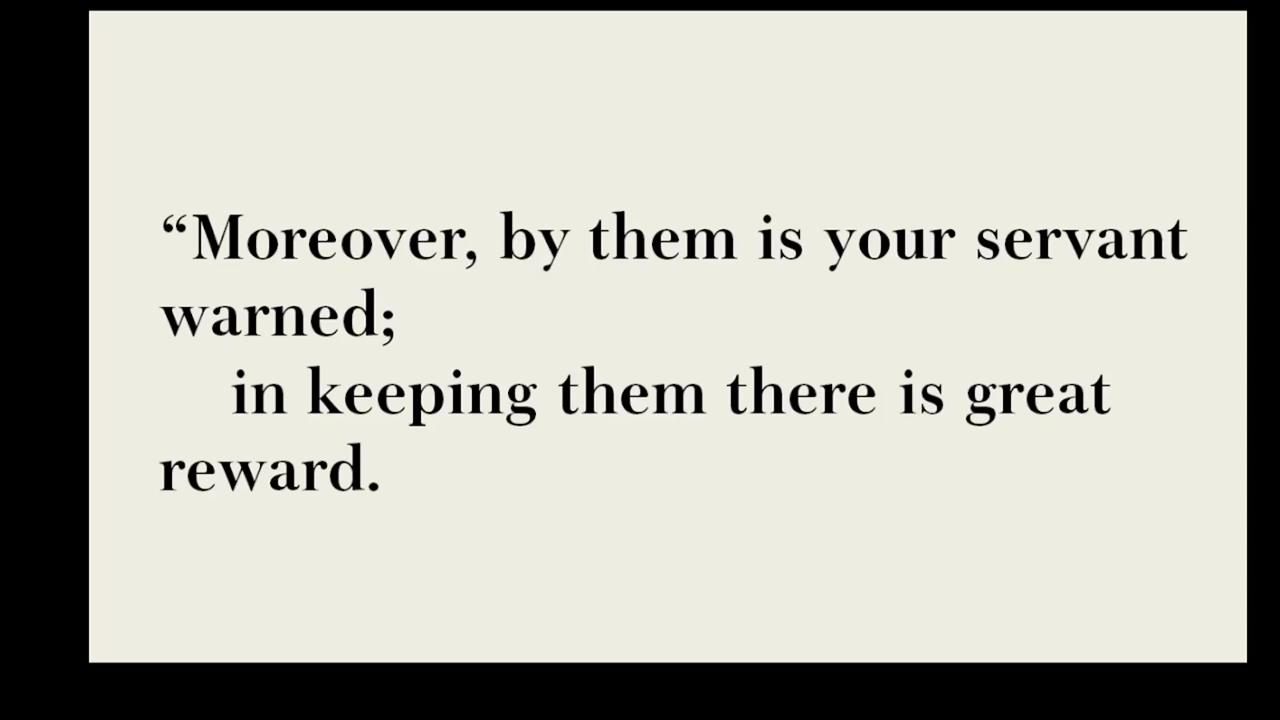 “Moreover, by them is your servant
warned;
in keeping them there is great
reward.